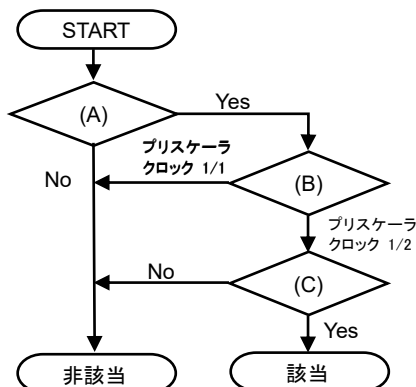 START
(A)
Yes
プリスケーラ
クロック 1/1
No
(B)
プリスケーラ
クロック 1/2
No
(C)
Yes
非該当
該当